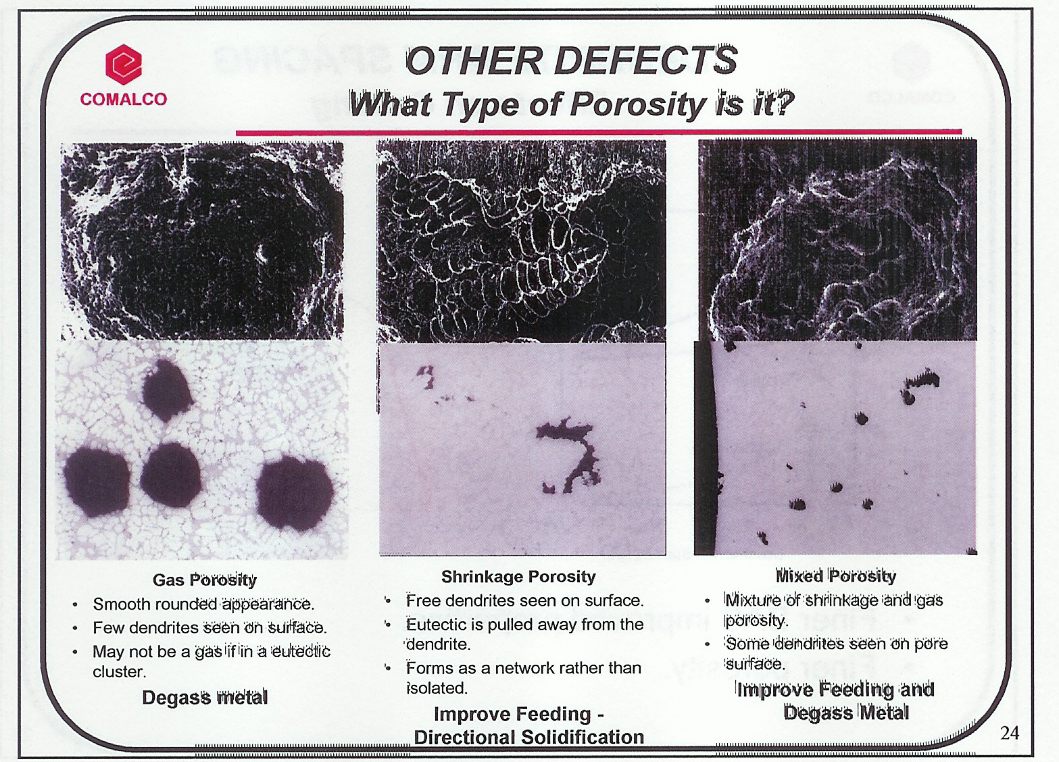 COMALCO
OTHER DEFECTS
What Type of Porosity is it?
Gas Porosity
• Smooth rounded appearance.
• Few dendrites seen on surface.
• May not be a gas if in a eutectic
cluster.
Degass metal
Shrinkage Porosity
• Free dendrites seen on surface.
• Eutectic is pulled away from the
dendrite.
• Forms as a network rather than
isolated.
Improve Feeding -
Directional Solidification
Mixed Porosity
• Mixture of shrinkage and gas
porosity.
• Some dendrites seen on pore
surface.
Improve Feeding and
Degass Metal
24